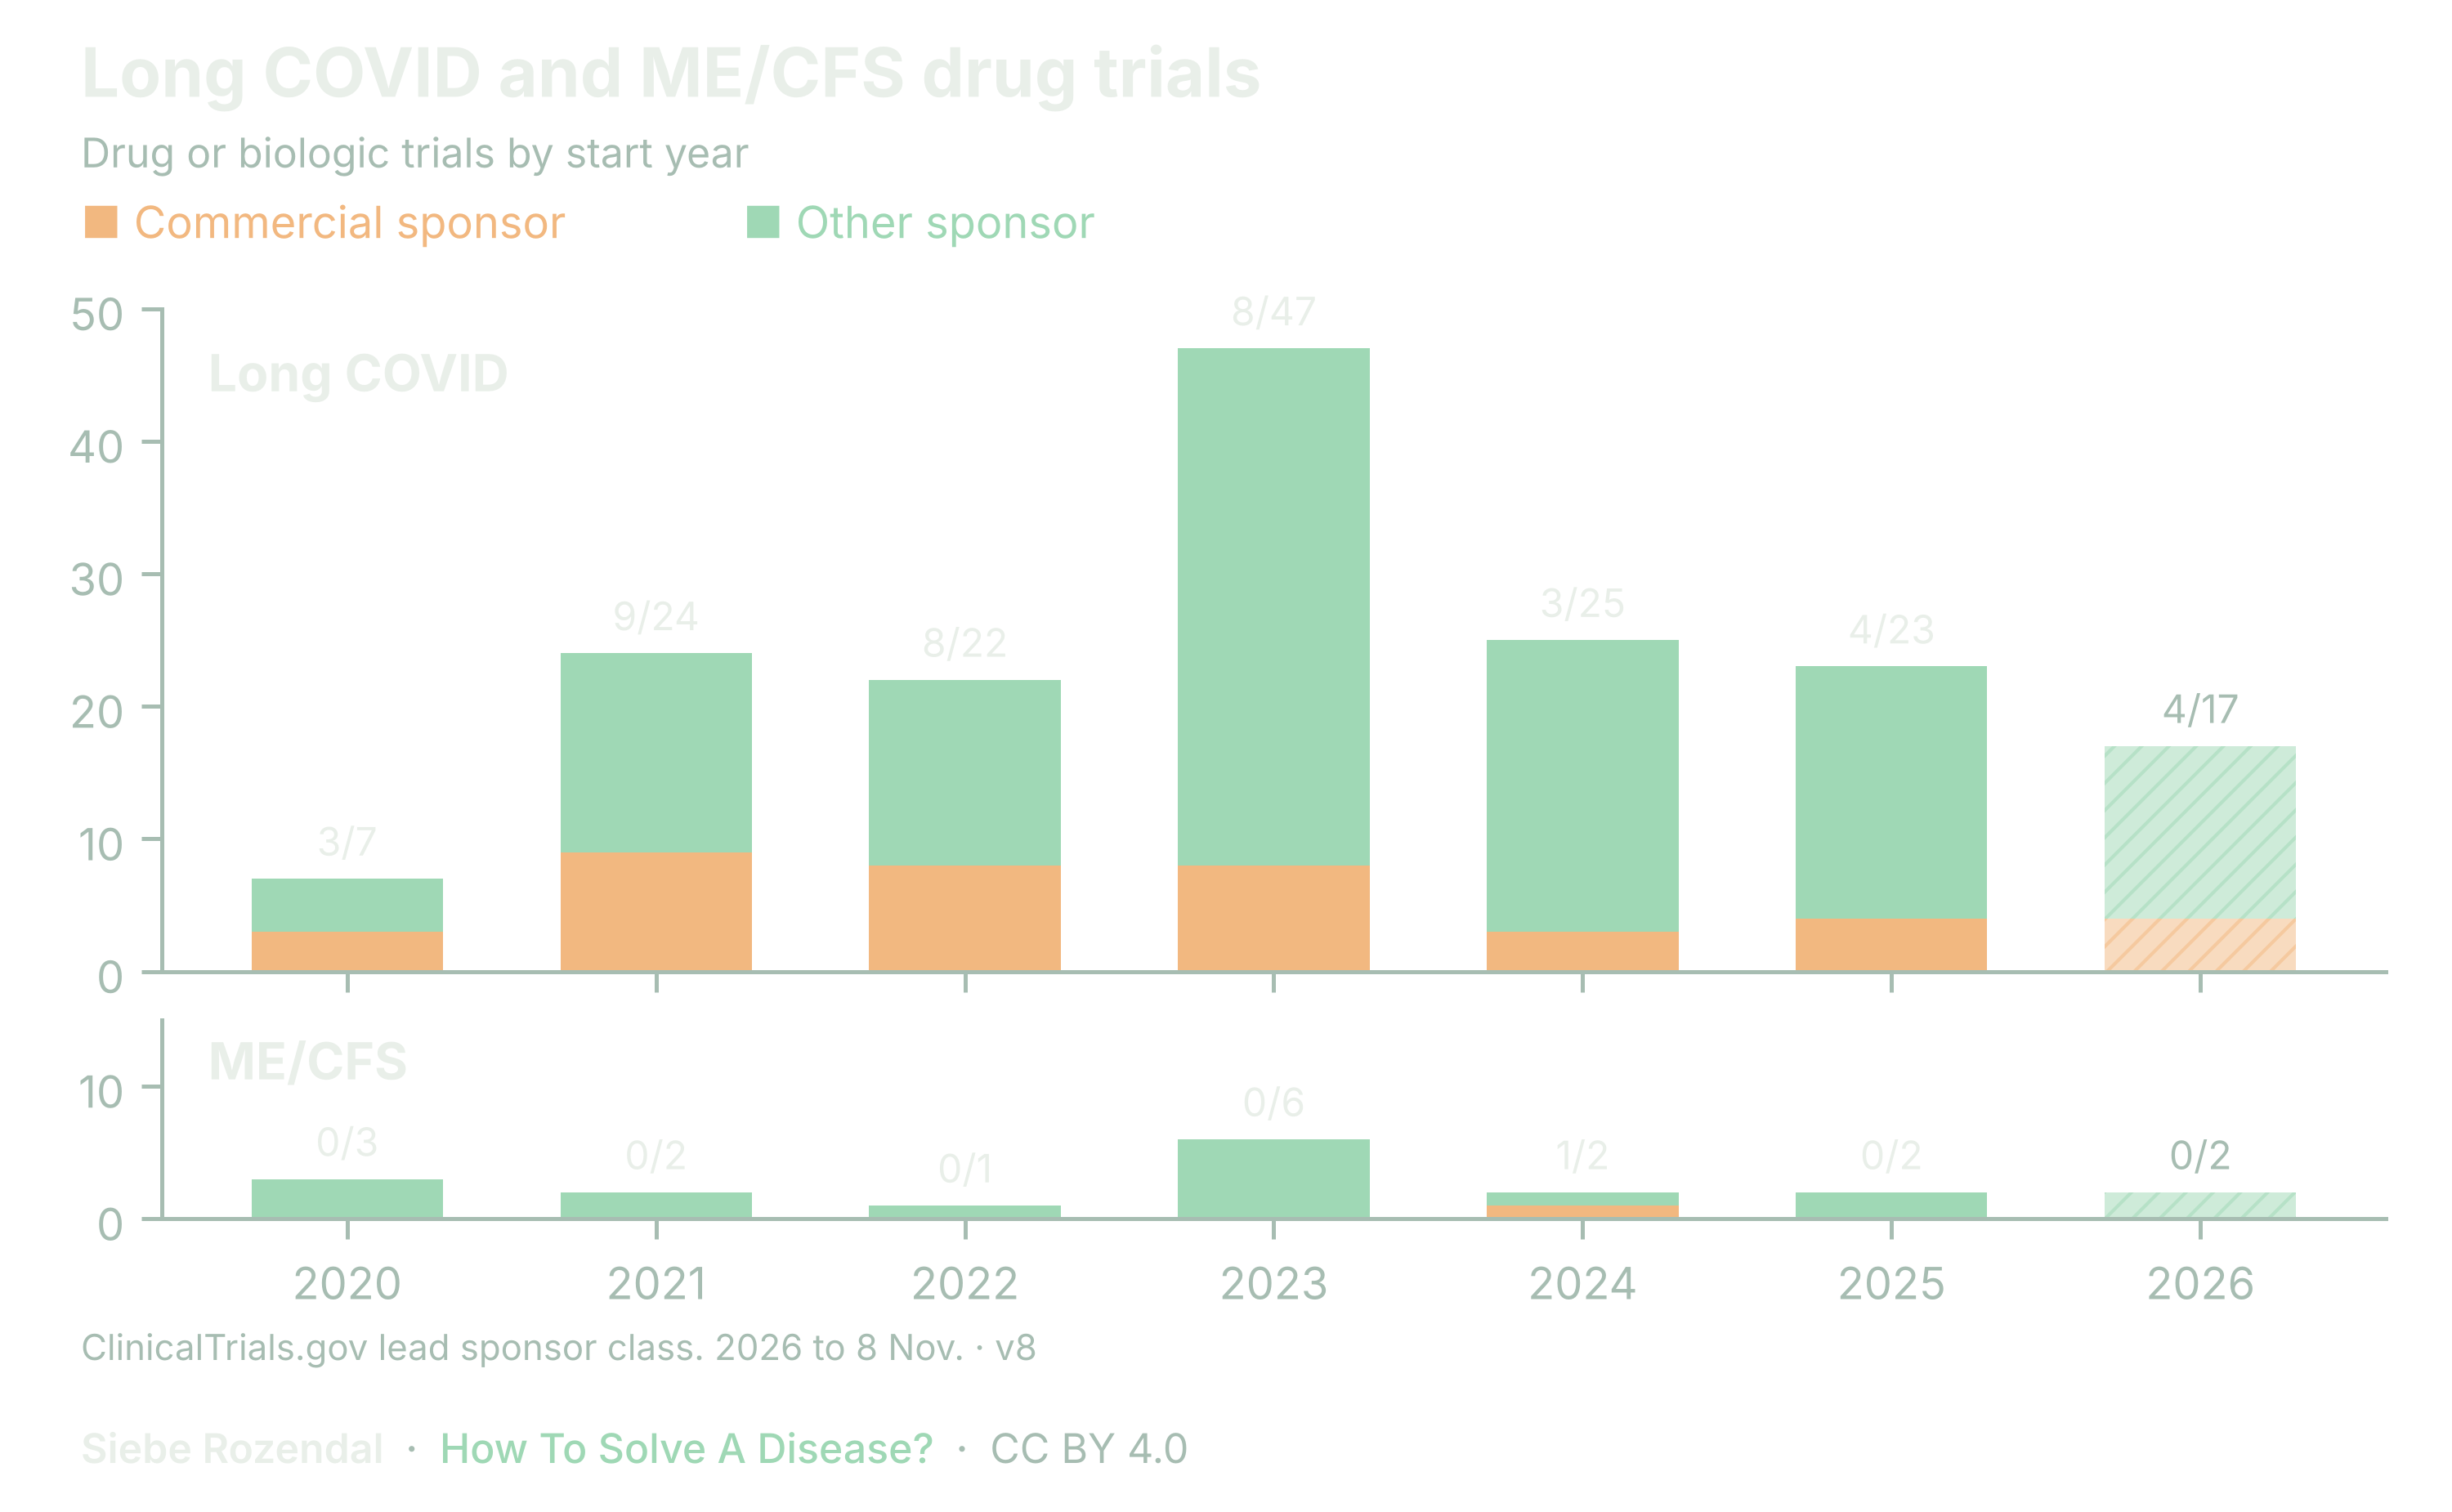 Long COVID and ME/CFS drug trials
Drug or biologic trials by start year
Commercial sponsor Other sponsor
50
40
30
20
10
0
Long COVID
3/7 9/24 8/22 8/47 3/25 4/23 4/17
ME/CFS
10
0
0/3 0/2 0/1 0/6 1/2 0/2 0/2
2020 2021 2022 2023 2024 2025 2026
ClinicalTrials.gov lead sponsor class. 2026 to 8 Nov. · v8
Siebe Rozendal · How To Solve A Disease? · CC BY 4.0